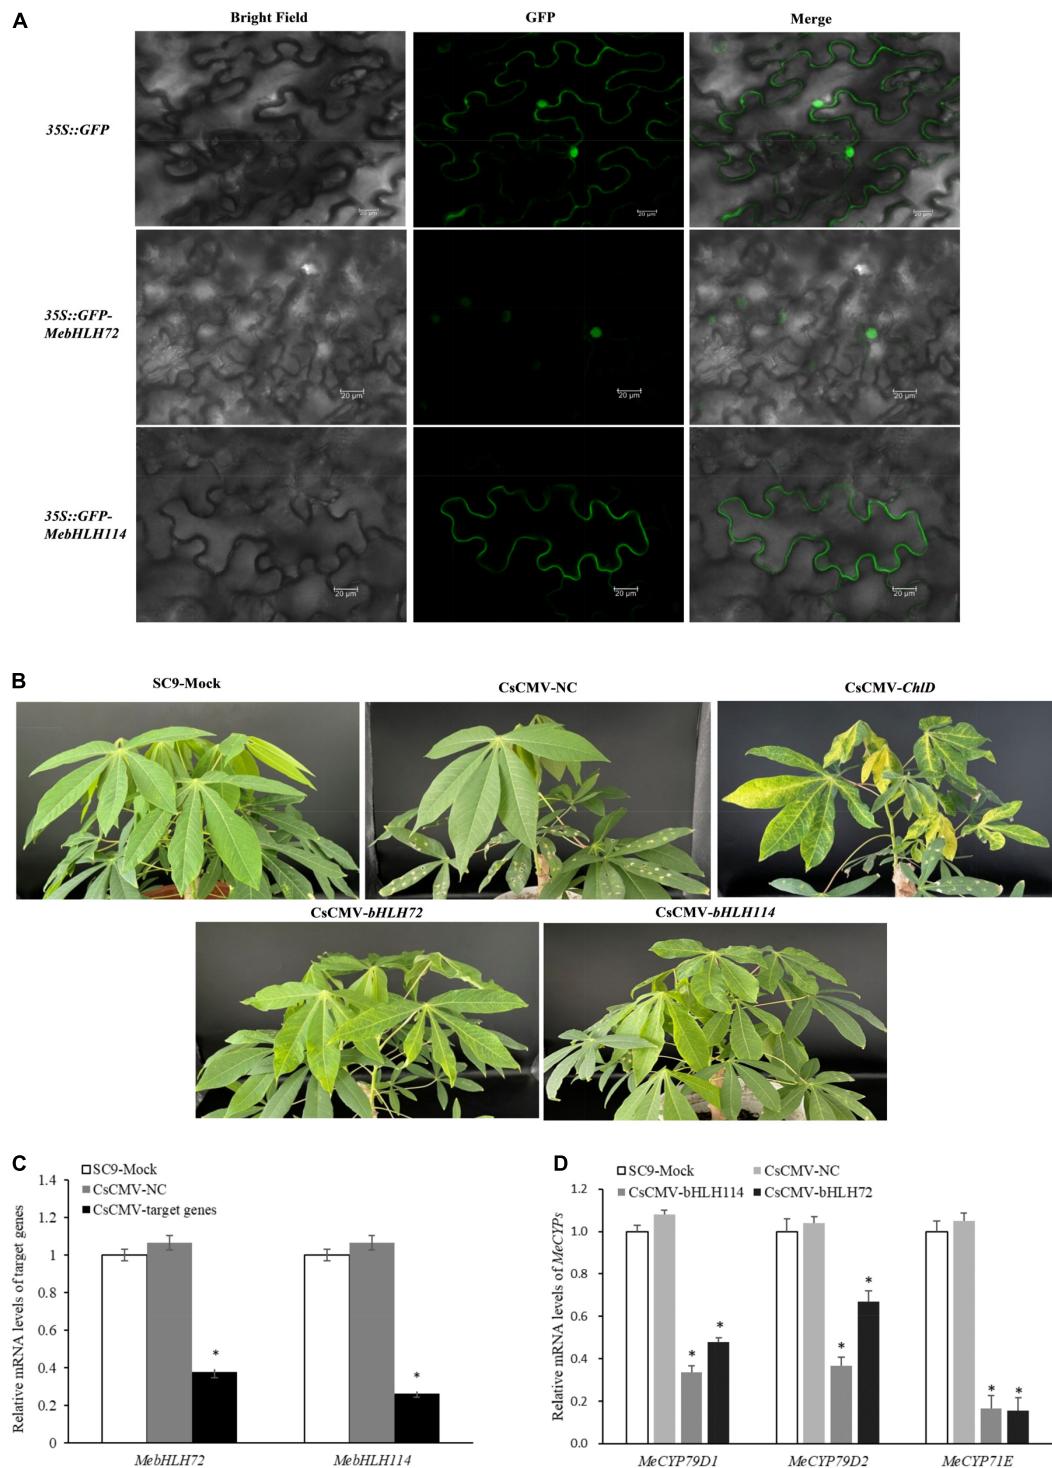 A
Bright Field
GFP
Merge
35S::GFP
20 µm
20 µm
20 µm
35S::GFP-
MebHLH72
20 µm
20 µm
20 µm
35S::GFP-
MebHLH114
20 µm
20 µm
20 µm
B
SC9-Mock
CsCMV-NC
CsCMV-ChlD
CsCMV-bHLH72
CsCMV-bHLH114
C
SC9-Mock
CsCMV-NC
CsCMV-target genes
Relative mRNA levels of target genes
1.4
1.2
1
0.8
0.6
0.4
0.2
0
*
*
MebHLH72
MebHLH114
D
SC9-Mock
CsCMV-NC
CsCMV-bHLH114
CsCMV-bHLH72
Relative mRNA levels of MeCYPs
1.2
1.0
0.8
0.6
0.4
0.2
0.0
*
*
*
*
*
*
MeCYP79D1
MeCYP79D2
MeCYP71E